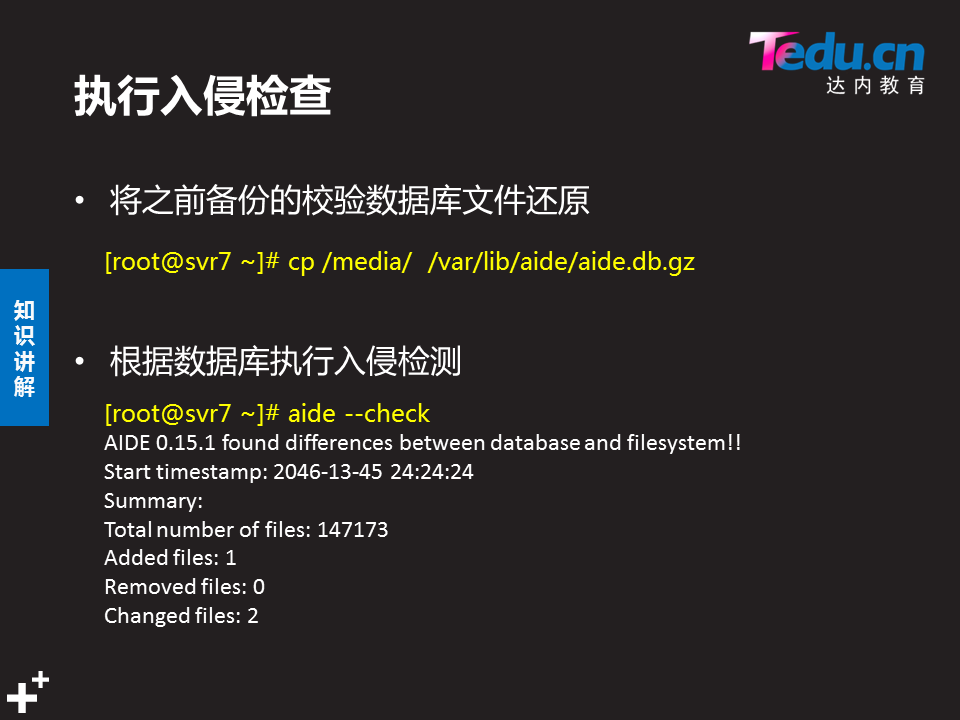 Tedu.cn
达内教育
执行入侵检查
• 将之前备份的校验数据库文件还原
[root@svr7 ~]# cp /media/  /var/lib/aide/aide.db.gz
知识讲解
• 根据数据库执行入侵检测
[root@svr7 ~]# aide --check
AIDE 0.15.1 found differences between database and filesystem!!
Start timestamp: 2046-13-45 24:24:24
Summary:
Total number of files: 147173
Added files: 1
Removed files: 0
Changed files: 2